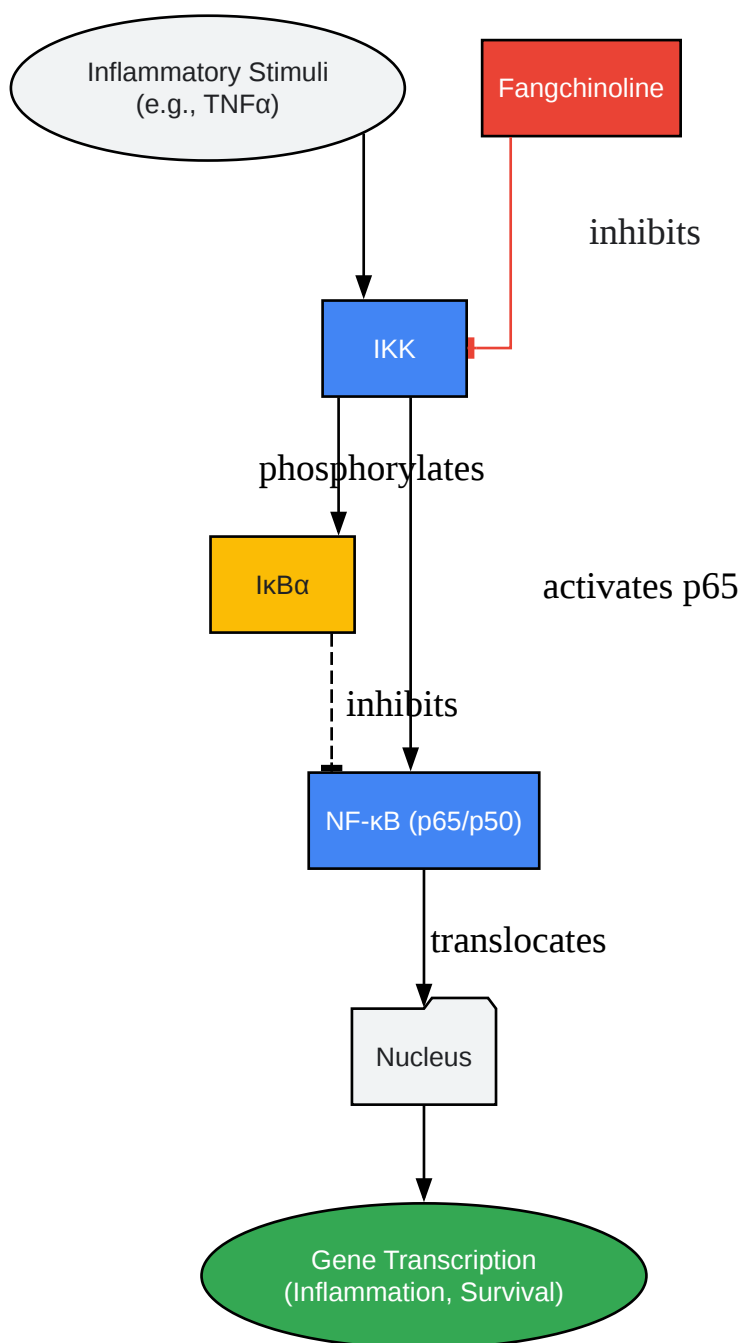 Inflammatory Stimuli
(e.g., TNFα)
Fangchinoline
inhibits
IKK
phosphorylates
IκBα
activates p65
inhibits
NF-κB (p65/p50)
translocates
Nucleus
Gene Transcription
(Inflammation, Survival)